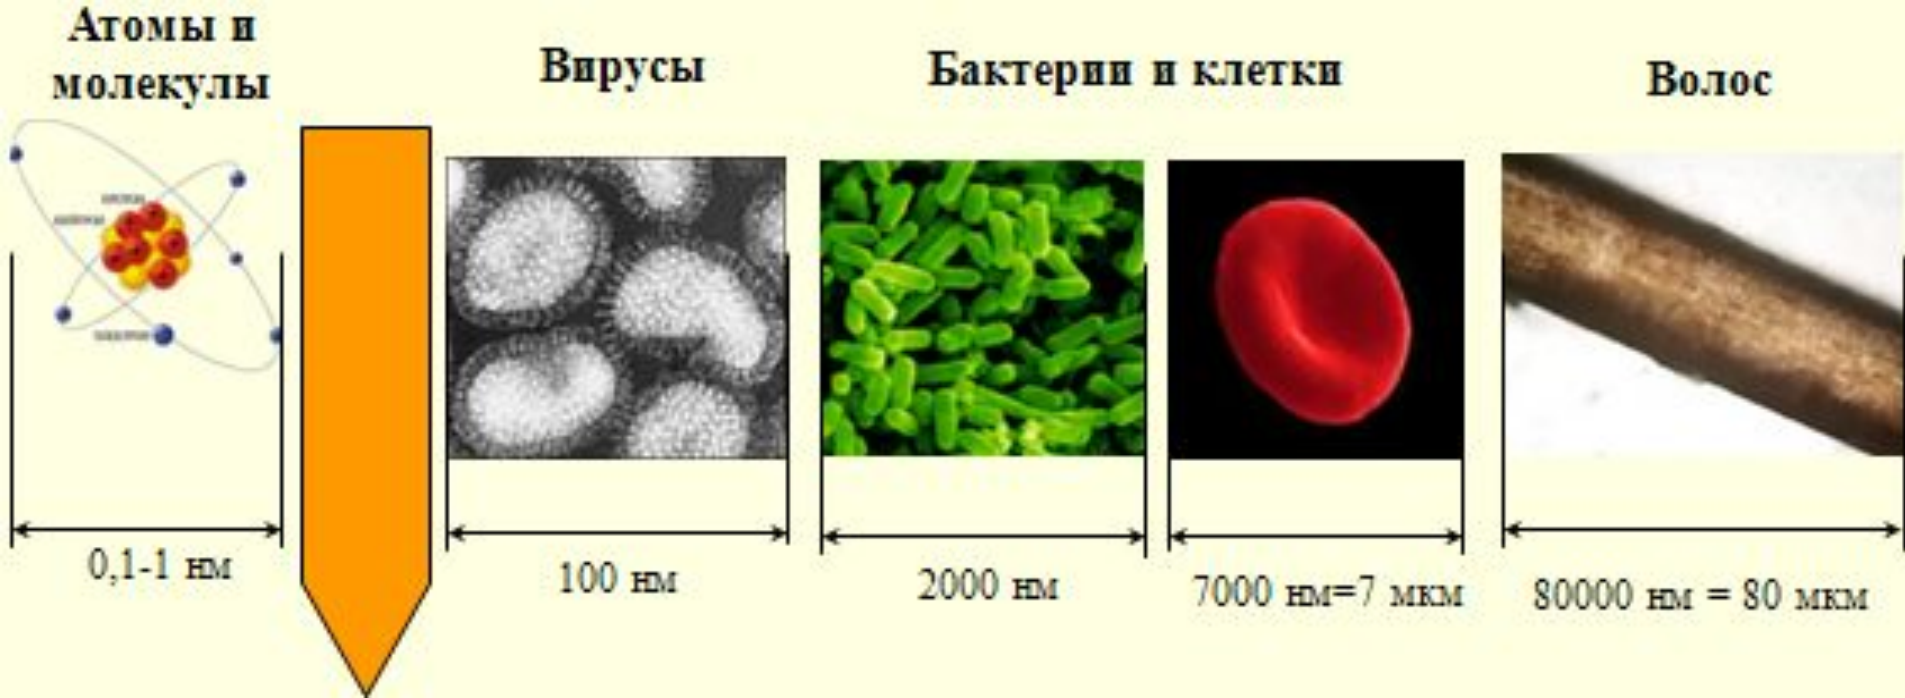 Атомы и
молекулы
Вирусы
Бактерии и клетки
Волос
0,1-1 нм
100 нм
2000 нм
7000 нм=7 мкм
80000 нм = 80 мкм